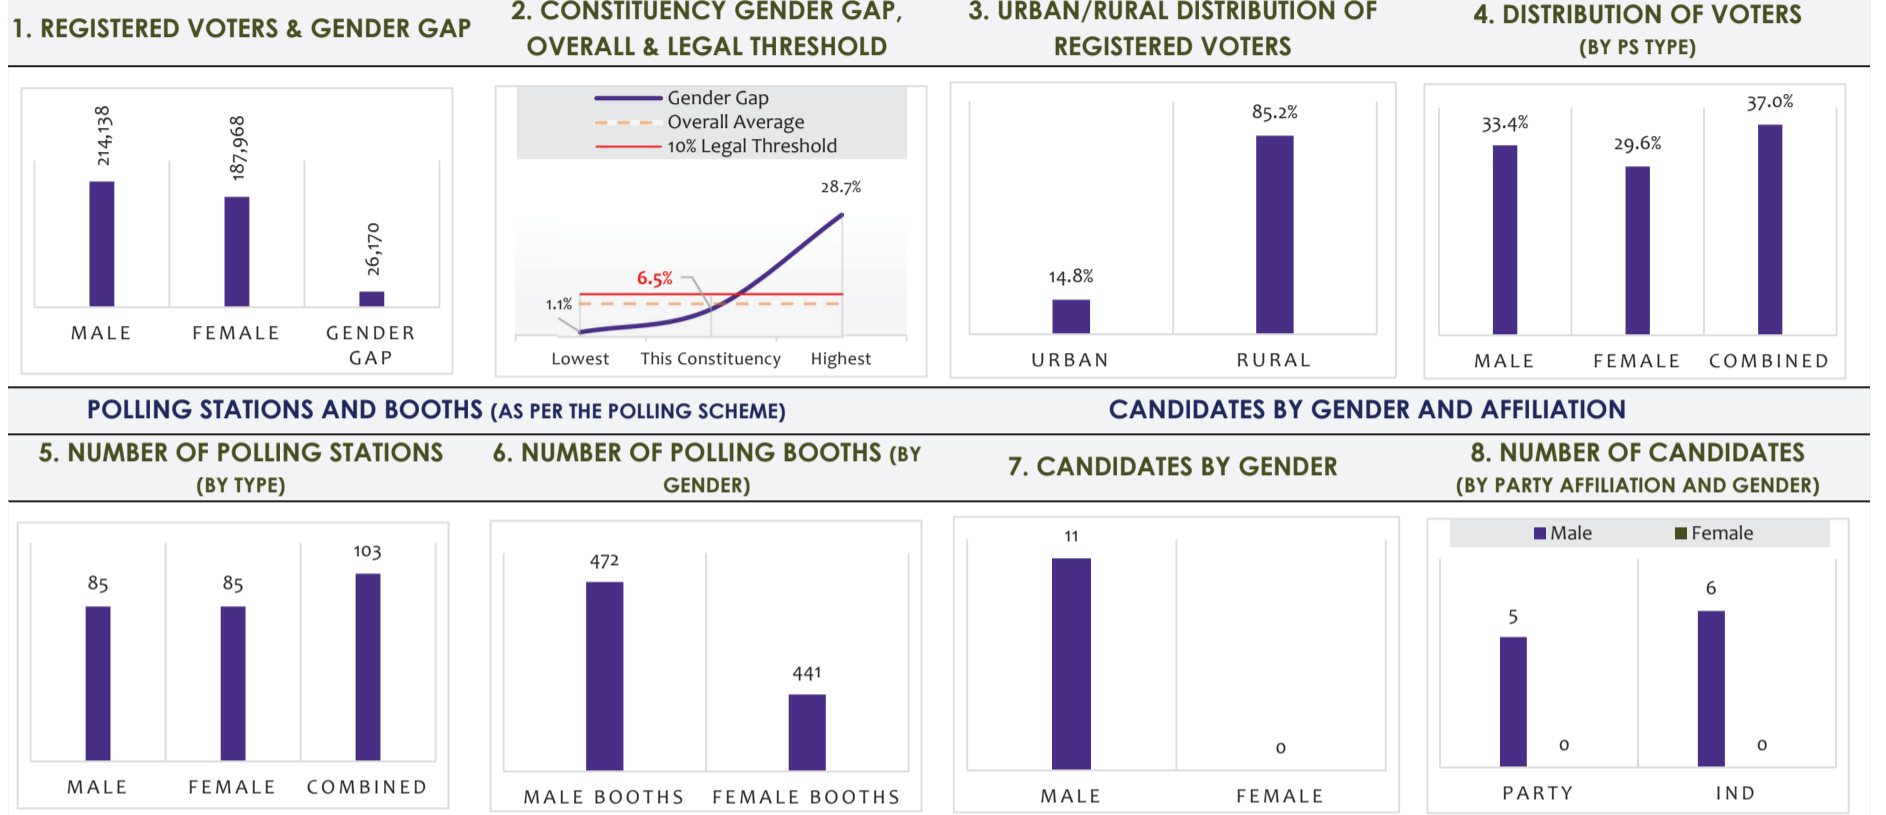 1. REGISTERED VOTERS & GENDER GAP
214,138
187,968
26,170
MALE
FEMALE
GENDER
GAP
2. CONSTITUENCY GENDER GAP,
OVERALL & LEGAL THRESHOLD
Gender Gap
Overall Average
10% Legal Threshold
28.7%
6.5%
1.1%
Lowest
This Constituency
Highest
3. URBAN/RURAL DISTRIBUTION OF
REGISTERED VOTERS
85.2%
14.8%
URBAN
RURAL
4. DISTRIBUTION OF VOTERS
(BY PS TYPE)
37.0%
33.4%
29.6%
MALE
FEMALE
COMBINED
POLLING STATIONS AND BOOTHS (AS PER THE POLLING SCHEME)
CANDIDATES BY GENDER AND AFFILIATION
5. NUMBER OF POLLING STATIONS
(BY TYPE)
103
85
85
MALE
FEMALE
COMBINED
6. NUMBER OF POLLING BOOTHS (BY
GENDER)
472
441
MALE BOOTHS
FEMALE BOOTHS
7. CANDIDATES BY GENDER
11
0
MALE
FEMALE
8. NUMBER OF CANDIDATES
(BY PARTY AFFILIATION AND GENDER)
Male
Female
5
0
6
0
PARTY
IND